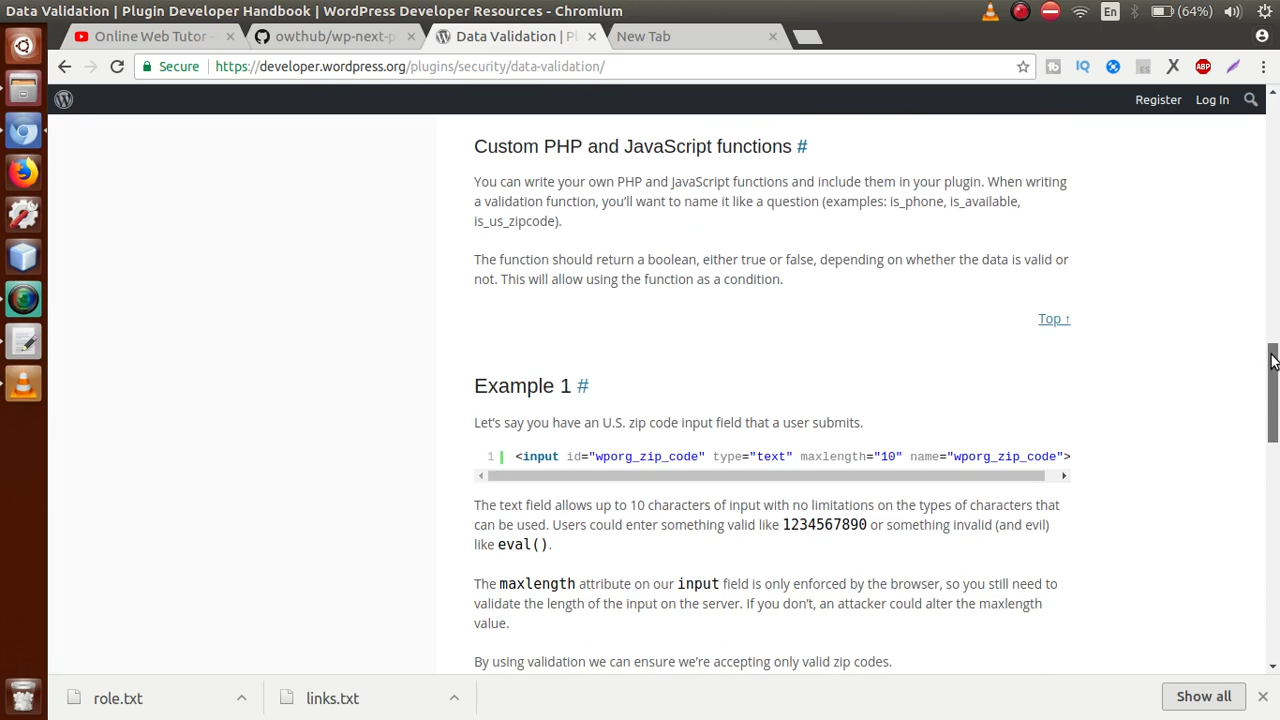 Data Validation | Plugin Developer Handbook | WordPress Developer Resources - Chromium
En
(64%)
Online Web Tutor -
owthub/wp-next-p
Data Validation | Pl
New Tab
Secure
https://developer.wordpress.org/plugins/security/data-validation/
fb
IQ
ES
X
ABP
Register
Log In
Custom PHP and JavaScript functions #
You can write your own PHP and JavaScript functions and include them in your plugin. When writing
a validation function, you'll want to name it like a question (examples: is_phone, is_available,
is_us_zipcode).
The function should return a boolean, either true or false, depending on whether the data is valid or
not. This will allow using the function as a condition.
Top ↑
Example 1 #
Let's say you have an U.S. zip code input field that a user submits.
1 <input id="wporg_zip_code" type="text" maxlength="10" name="wporg_zip_code">
The text field allows up to 10 characters of input with no limitations on the types of characters that
can be used. Users could enter something valid like 1234567890 or something invalid (and evil)
like eval().
The maxlength attribute on our input field is only enforced by the browser, so you still need to
validate the length of the input on the server. If you don't, an attacker could alter the maxlength
value.
By using validation we can ensure we're accepting only valid zip codes.
role.txt
links.txt
Show all